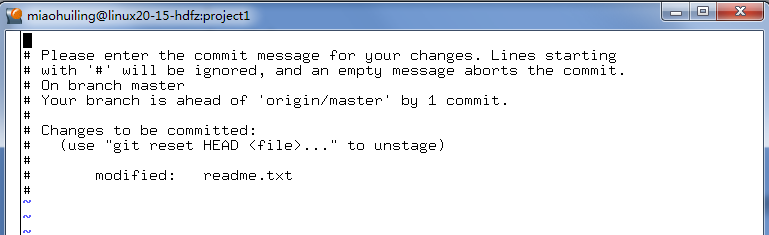 miaohuiling@linux20-15-hdfz:project1
# Please enter the commit message for your changes. Lines starting
# with '#' will be ignored, and an empty message aborts the commit.
# On branch master
# Your branch is ahead of 'origin/master' by 1 commit.
#
# Changes to be committed:
#   (use "git reset HEAD <file>..." to unstage)
#
#       modified:   readme.txt
#
~
~
~